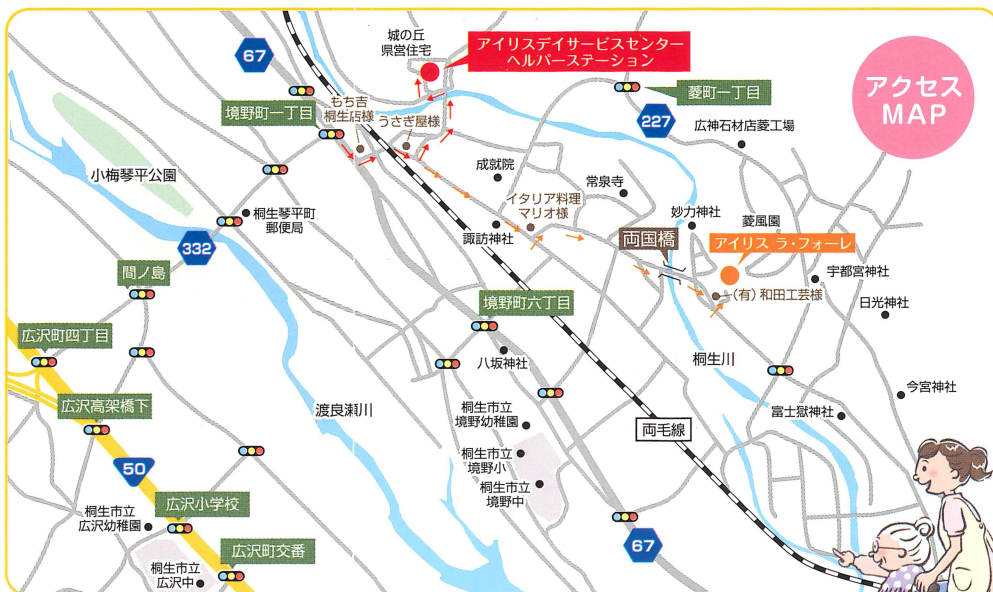 アクセス
MAP
城の丘
県営住宅
アイリスデイサービスセンター
ヘルパーステーション
67
境野町一丁目
もち吉
桐生店様
うさぎ屋様
菱町一丁目
227
広神石材店菱工場
小梅琴平公園
成就院
常泉寺
イタリア料理
マリオ様
妙力神社
菱風園
桐生琴平町
郵便局
332
諏訪神社
両国橋
アイリス ラ・フォーレ
(有)和田工芸様
宇都宮神社
日光神社
間ノ島
境野町六丁目
広沢町四丁目
八坂神社
桐生川
今宮神社
広沢高架橋下
渡良瀬川
桐生市立
境野幼稚園
両毛線
富士嶽神社
50
桐生市立
境野小
桐生市立
境野中
広沢小学校
桐生市立
広沢幼稚園
67
広沢町交番
桐生市立
広沢中